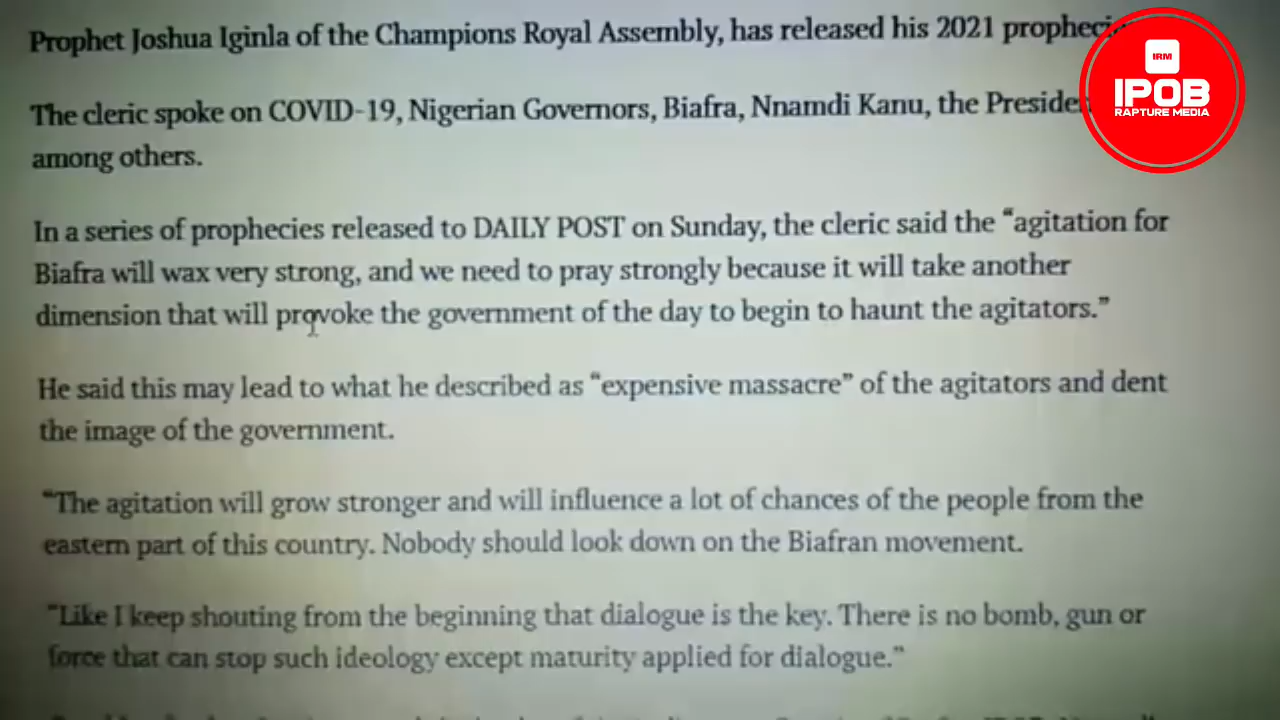 Prophet Joshua Iginla of the Champions Royal Assembly, has released his 2021
The cleric spoke on COVID-19, Nigerian Governors, Biafra, Nnamdi Kanu, the
among others.
In a series of prophecies released to DAILY POST on Sunday, the cleric said the “agitation for
Biafra will wax very strong, and we need to pray strongly because it will take another
dimension that will provoke the government of the day to begin to haunt the agitators.”
He said this may lead to what he described as “expensive massacre” of the agitators and dent
the image of the government.
“The agitation will grow stronger and will influence a lot of chances of the people from the
eastern part of this country. Nobody should look down on the Biafran movement.
“Like I keep shouting from the beginning that dialogue is the key. There is no bomb, gun or
force that can stop such ideology except maturity applied for dialogue.”
IRM
IPOB
RAPTURE MEDIA